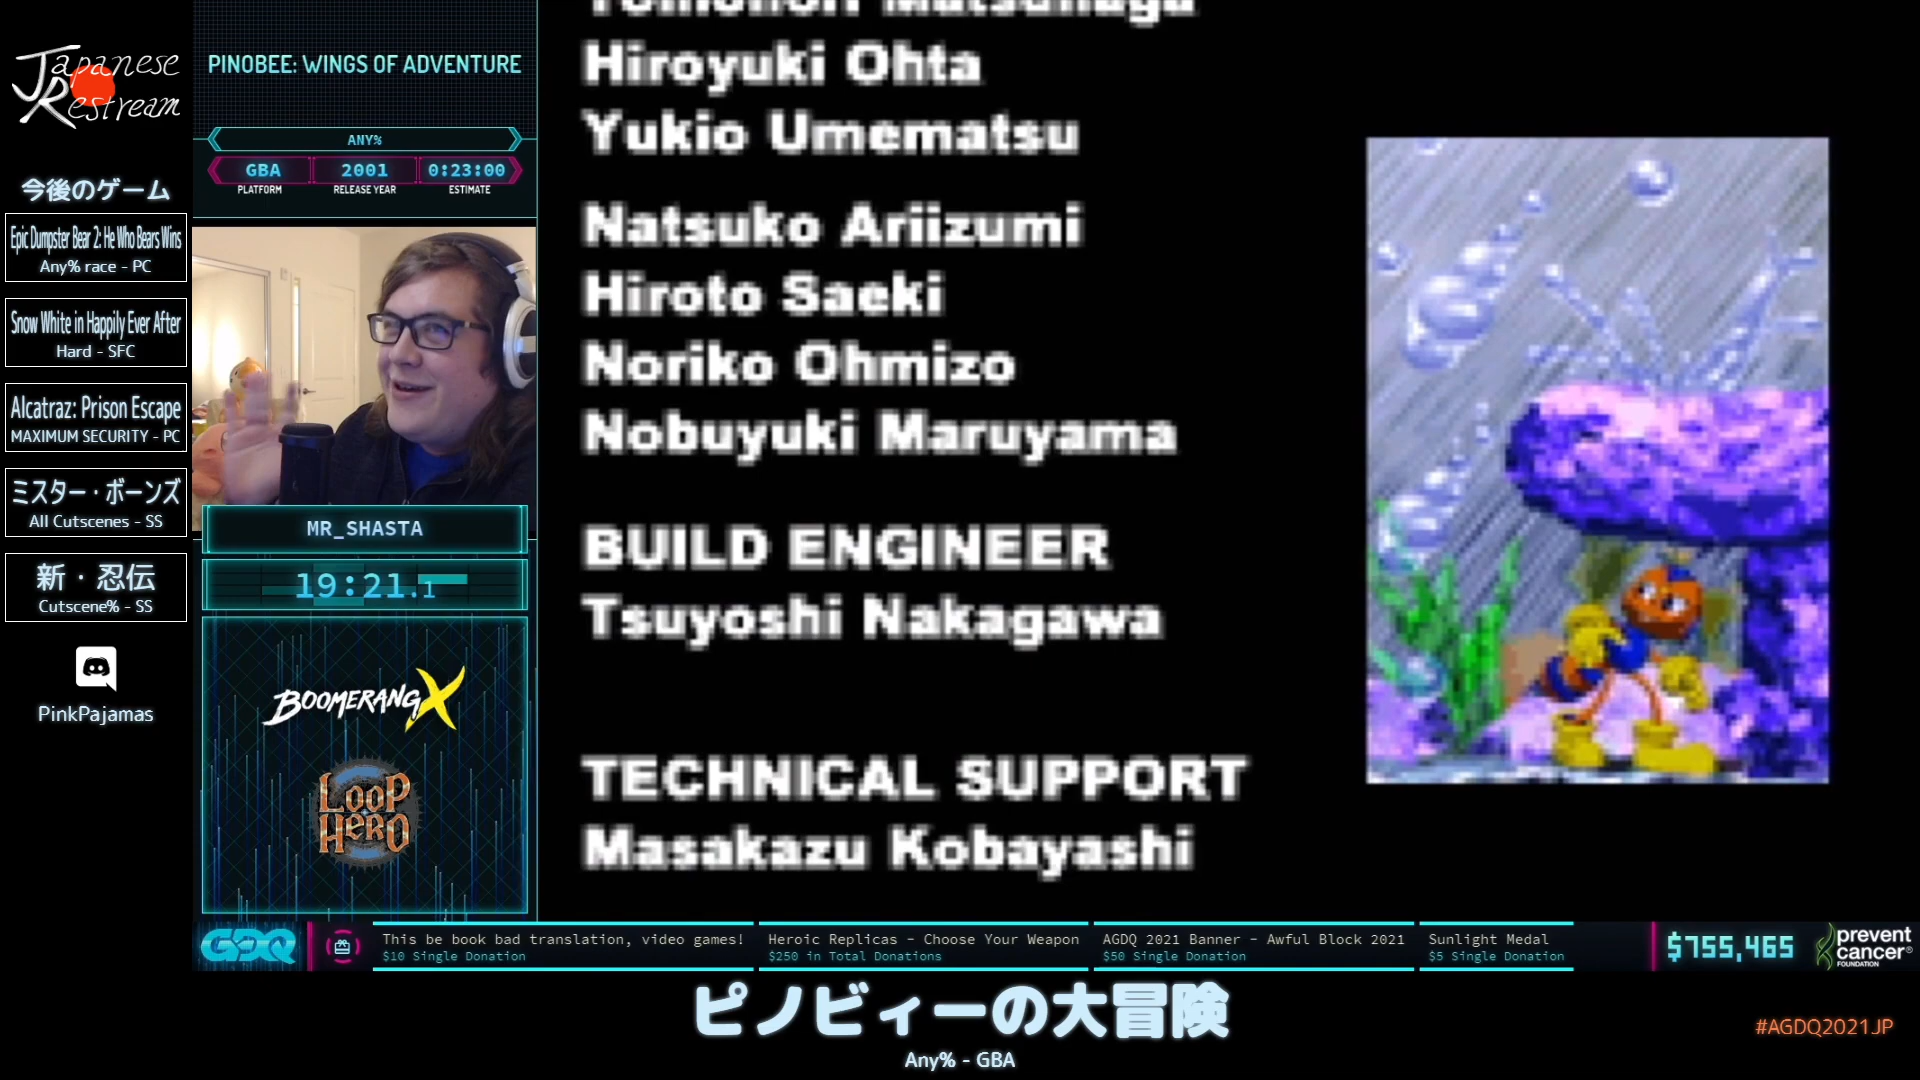 Japanese
Restream
今後のゲーム
Epic Dumpster Bear 2: He Who Bears Wins
Any% race - PC
Snow White in Happily Ever After
Hard - SFC
Alcatraz: Prison Escape
MAXIMUM SECURITY - PC
ミスター・ボーンズ
All Cutscenes - SS
新・忍伝
Cutscene% - SS
PinkPajamas
PINOBEE: WINGS OF ADVENTURE
ANY%
GBA 2001 0:23:00
PLATFORM RELEASE YEAR ESTIMATE
MR_SHASTA
19:21.1
BOOMERANG X
LOOP
HERO
Tomonori Matsunaga
Hiroyuki Ohta
Yukio Umematsu
Natsuko Ariizumi
Hiroto Saeki
Noriko Ohmizo
Nobuyuki Maruyama
BUILD ENGINEER
Tsuyoshi Nakagawa
TECHNICAL SUPPORT
Masakazu Kobayashi
GDQ
This be book bad translation, video games!
$10 Single Donation
Heroic Replicas - Choose Your Weapon
$250 in Total Donations
AGDQ 2021 Banner - Awful Block 2021
$50 Single Donation
Sunlight Medal
$5 Single Donation
$755,465
prevent
cancer®
FOUNDATION
ピノビィーの大冒険
Any% - GBA
#AGDQ2021JP